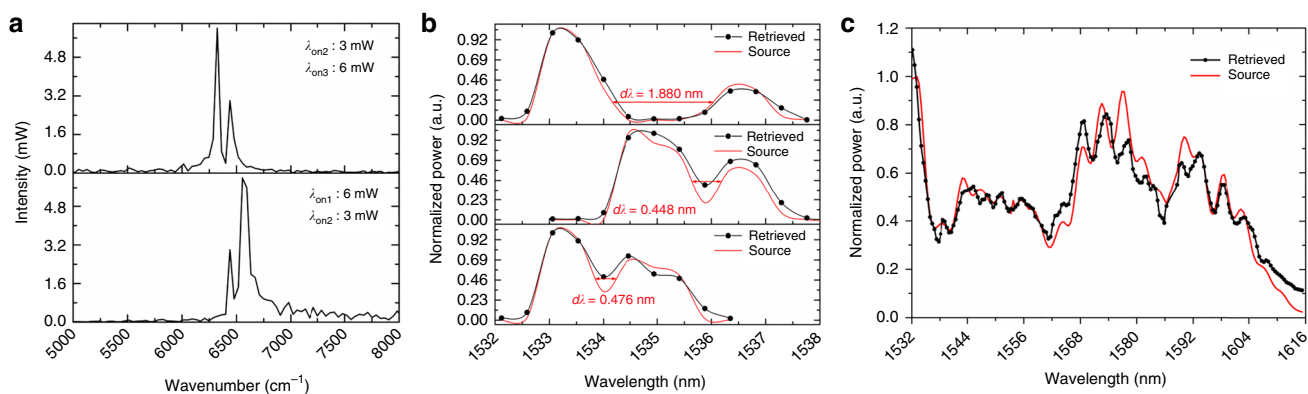 a
Intensity (mW)
4.8
3.2
1.6
0.0
λon2 : 3 mW
λon3 : 6 mW
4.8
3.2
1.6
0.0
λon1 : 6 mW
λon2 : 3 mW
5000
5500
6000
6500
7000
7500
8000
Wavenumber (cm⁻¹)
b
Normalized power (a.u.)
0.92
0.69
0.46
0.23
0.00
Retrieved
Source
dλ = 1.880 nm
0.92
0.69
0.46
0.23
0.00
Retrieved
Source
dλ = 0.448 nm
0.92
0.69
0.46
0.23
0.00
Retrieved
Source
dλ = 0.476 nm
1532
1533
1534
1535
1536
1537
1538
Wavelength (nm)
c
Normalized power (a.u.)
1.2
1.0
0.8
0.6
0.4
0.2
0.0
Retrieved
Source
1532
1544
1556
1568
1580
1592
1604
1616
Wavelength (nm)